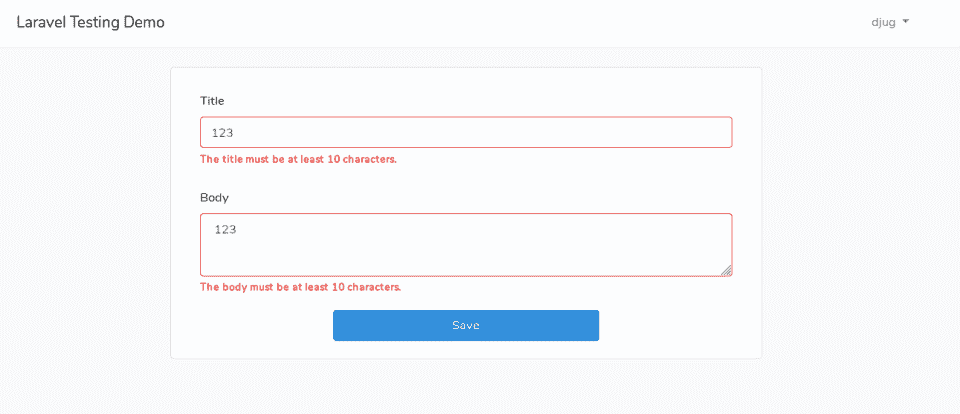 Laravel Testing Demo
djug
Title
123
The title must be at least 10 characters.
Body
123
The body must be at least 10 characters.
Save